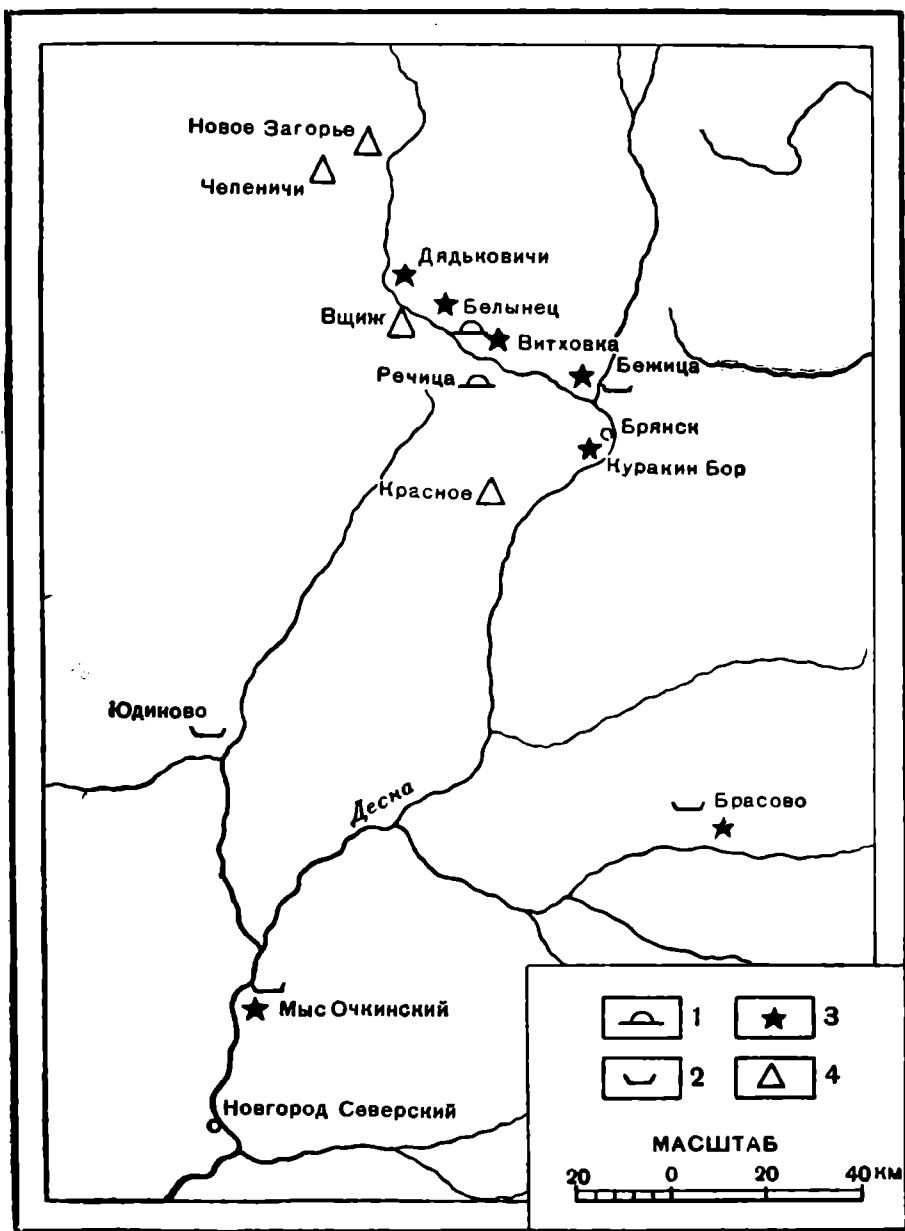 Новое Загорье
Чепеничи
Дядьковичи
Белынец
Вщиж
Витховка
Бежица
Речица
Брянск
Куракин Бор
Красное
Юдиново
Десна
Брасово
Мыс Очкинский
Новгород Северский
1
3
2
4
МАСШТАБ
20 0 20 40 км